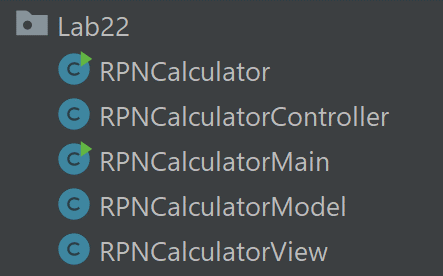 Lab22
RPNCalculator
RPNCalculatorController
RPNCalculatorMain
RPNCalculatorModel
RPNCalculatorView